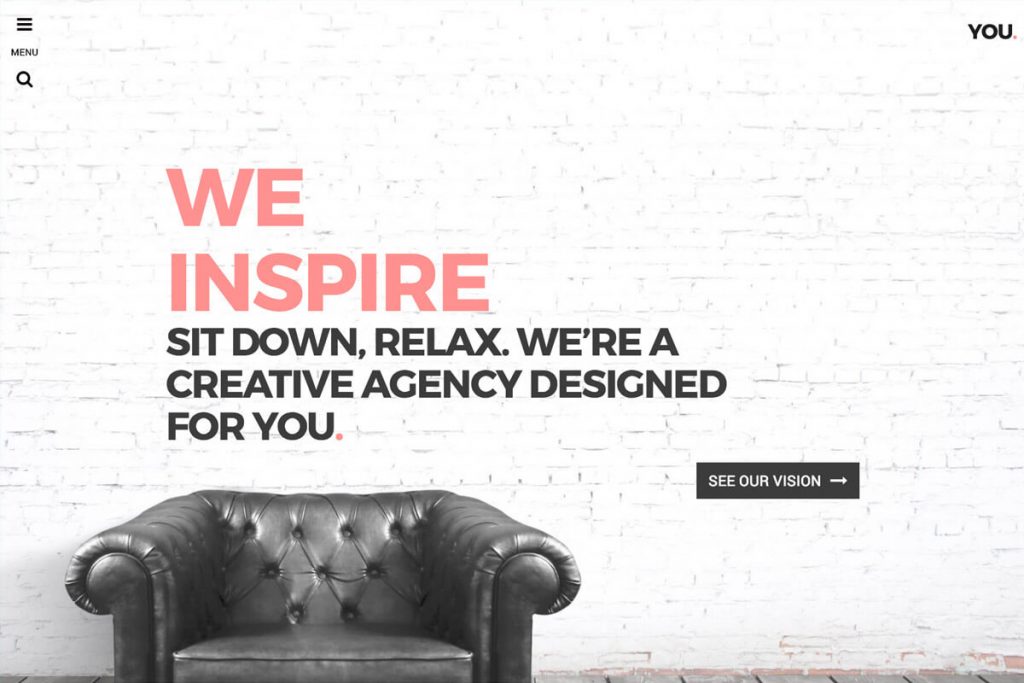 MENU
YOU.
WE
INSPIRE
SIT DOWN, RELAX. WE’RE A
CREATIVE AGENCY DESIGNED
FOR YOU.
SEE OUR VISION